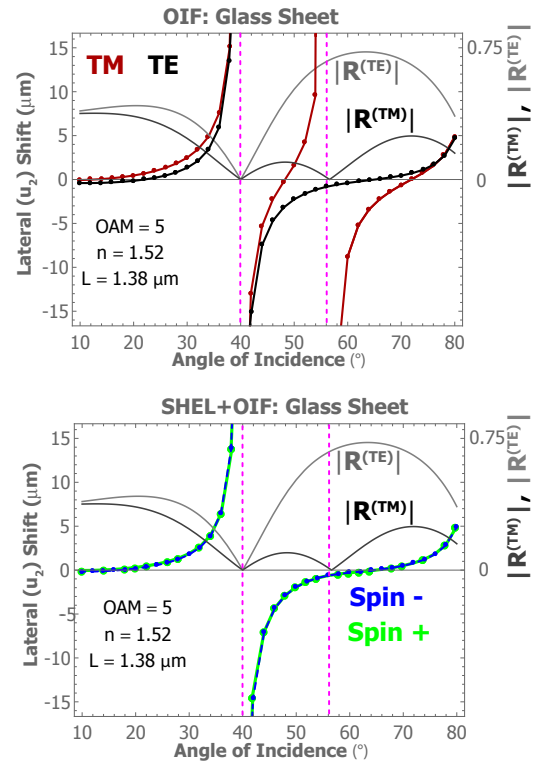 OIF: Glass Sheet
TM TE
|R(TE)|
|R(TM)|
OAM = 5
n = 1.52
L = 1.38 μm
Lateral (u2) Shift (μm)
15
10
5
0
-5
-10
-15
0.75
0
|R(TM)|, |R(TE)|
10 20 30 40 50 60 70 80
Angle of Incidence (°)
SHEL+OIF: Glass Sheet
|R(TE)|
|R(TM)|
Spin -
Spin +
OAM = 5
n = 1.52
L = 1.38 μm
Lateral (u2) Shift (μm)
15
10
5
0
-5
-10
-15
0.75
0
|R(TM)|, |R(TE)|
10 20 30 40 50 60 70 80
Angle of Incidence (°)